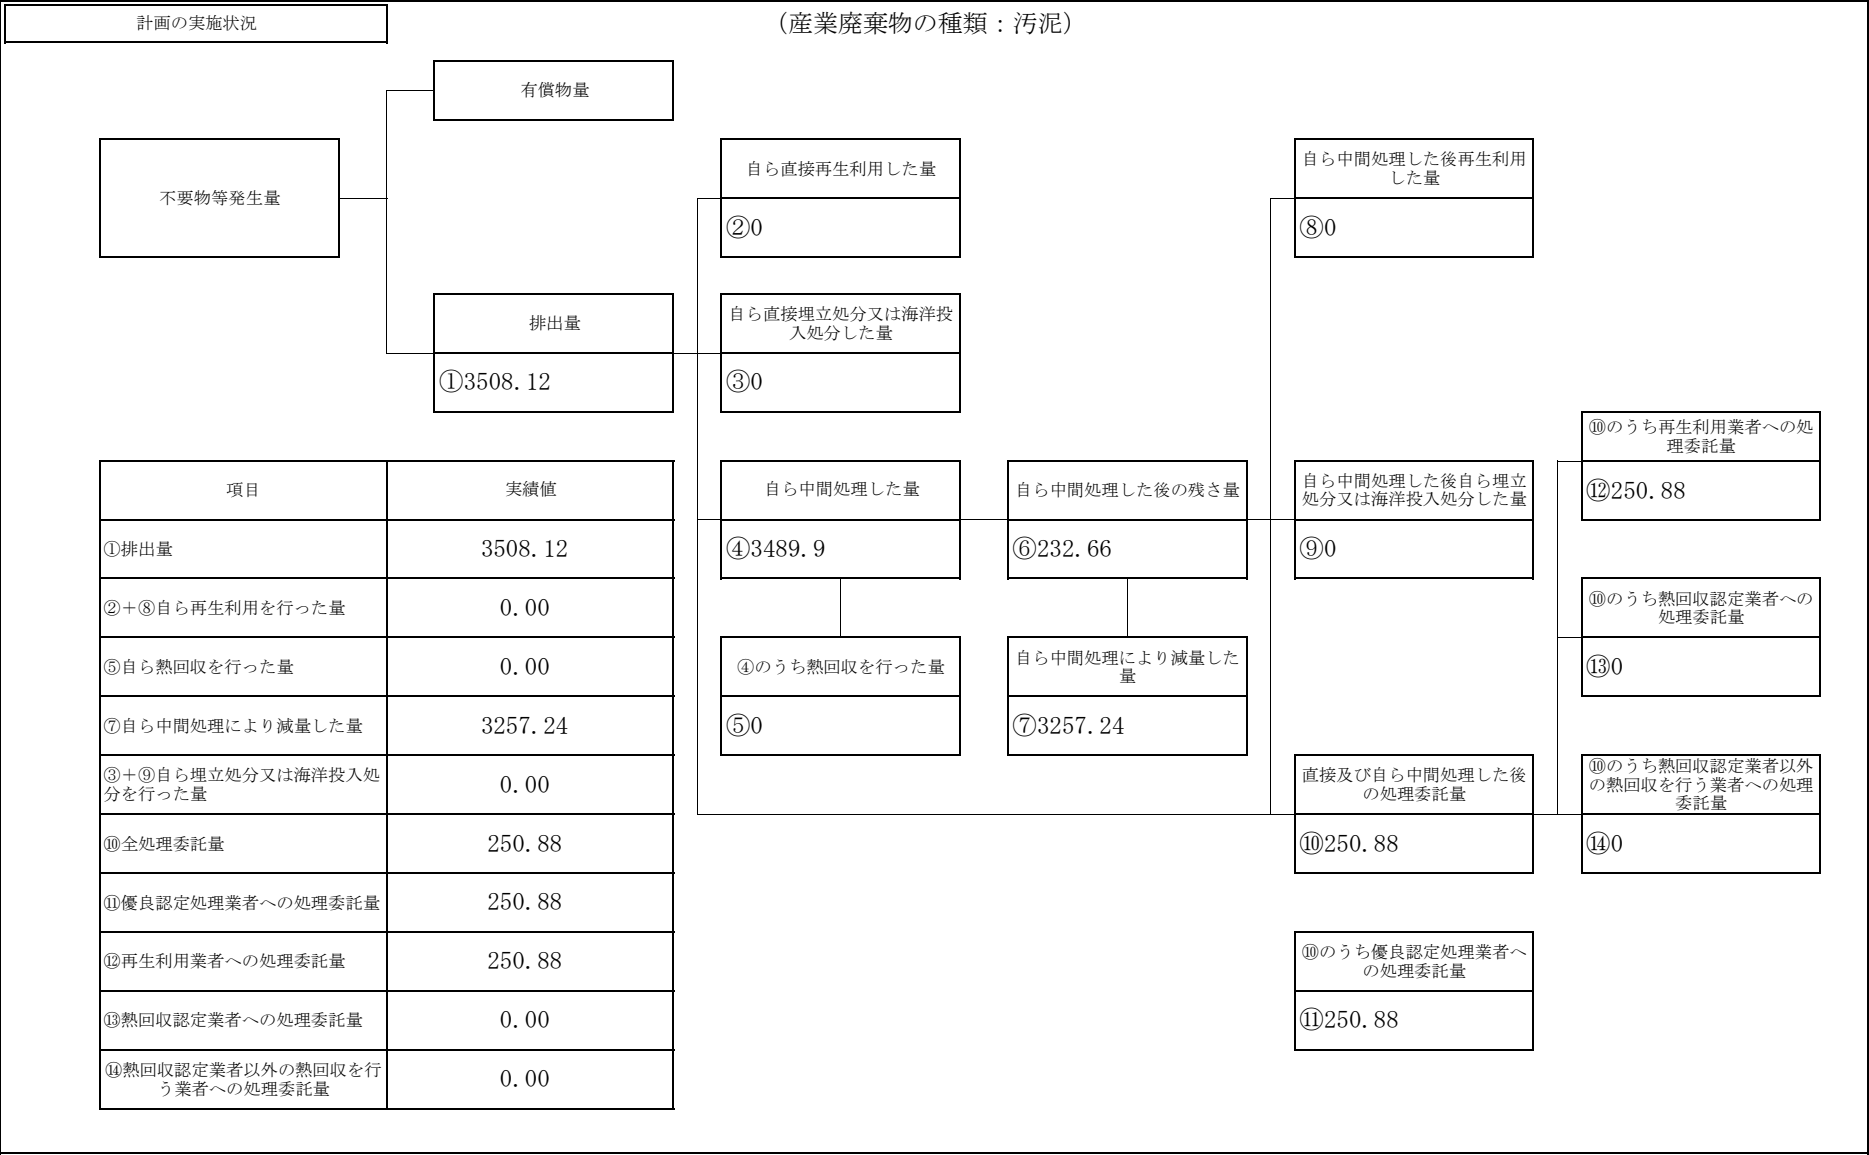 計画の実施状況
（産業廃棄物の種類：汚泥）
有償物量
不要物等発生量
自ら直接再生利用した量
②0
自ら中間処理した後再生利用
した量
⑧0
排出量
①3508.12
自ら直接埋立処分又は海洋投
入処分した量
③0
⑩のうち再生利用業者への処
理委託量
⑫250.88
項目
実績値
①排出量
3508.12
②＋⑧自ら再生利用を行った量
0.00
⑤自ら熱回収を行った量
0.00
⑦自ら中間処理により減量した量
3257.24
③＋⑨自ら埋立処分又は海洋投入処
分を行った量
0.00
⑩全処理委託量
250.88
⑪優良認定処理業者への処理委託量
250.88
⑫再生利用業者への処理委託量
250.88
⑬熱回収認定業者への処理委託量
0.00
⑭熱回収認定業者以外の熱回収を行
う業者への処理委託量
0.00
自ら中間処理した量
④3489.9
自ら中間処理した後の残さ量
⑥232.66
自ら中間処理した後自ら埋立
処分又は海洋投入処分した量
⑨0
④のうち熱回収を行った量
⑤0
自ら中間処理により減量した
量
⑦3257.24
⑩のうち熱回収認定業者への
処理委託量
⑬0
直接及び自ら中間処理した後
の処理委託量
⑩250.88
⑩のうち熱回収認定業者以外
の熱回収を行う業者への処理
委託量
⑭0
⑩のうち優良認定処理業者へ
の処理委託量
⑪250.88